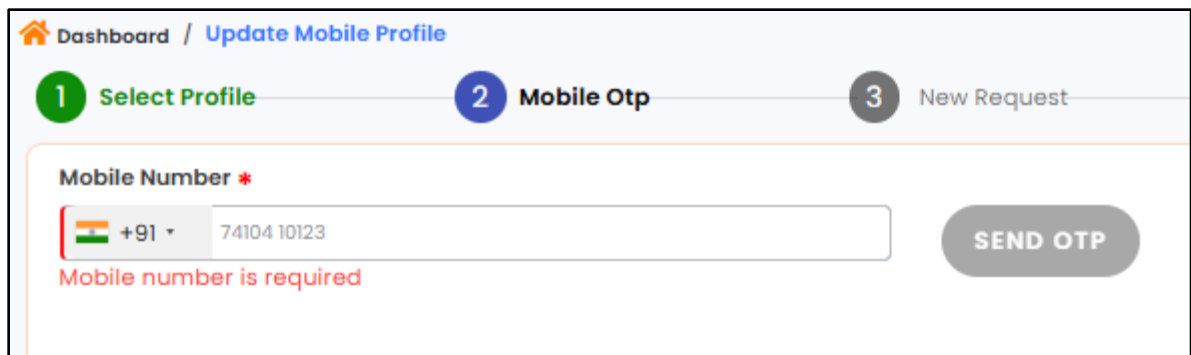 Dashboard / Update Mobile Profile
1 Select Profile 2 Mobile Otp 3 New Request
Mobile Number *
+91 74104 10123 SEND OTP
Mobile number is required